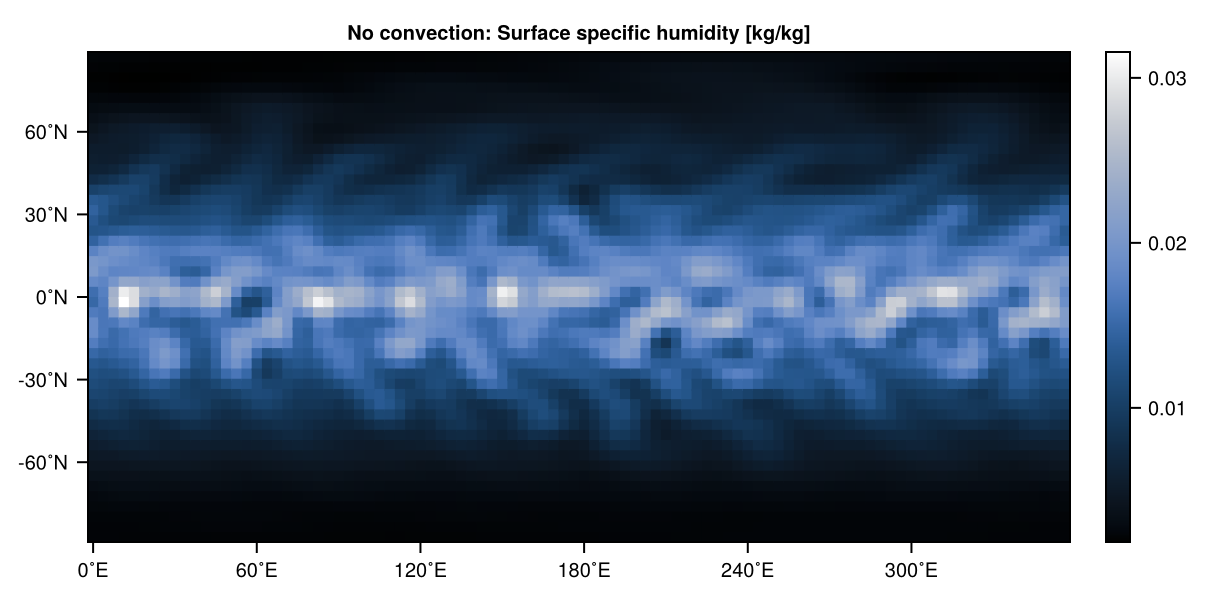 No convection: Surface specific humidity [kg/kg]
60˚N
30˚N
0˚N
-30˚N
-60˚N
0˚E
60˚E
120˚E
180˚E
240˚E
300˚E
0.03
0.02
0.01